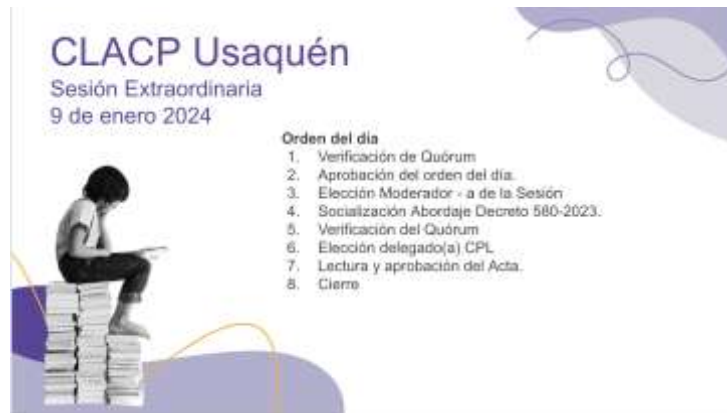 CLACP Usaquén
Sesión Extraordinaria
9 de enero 2024
Orden del día
1. Verificación de Quórum
2. Aprobación del orden del día.
3. Elección Moderador - a de la Sesión
4. Socialización Abordaje Decreto 580-2023.
5. Verificación del Quórum
6. Elección delegado(a) CPL
7. Lectura y aprobación del Acta.
8. Cierre